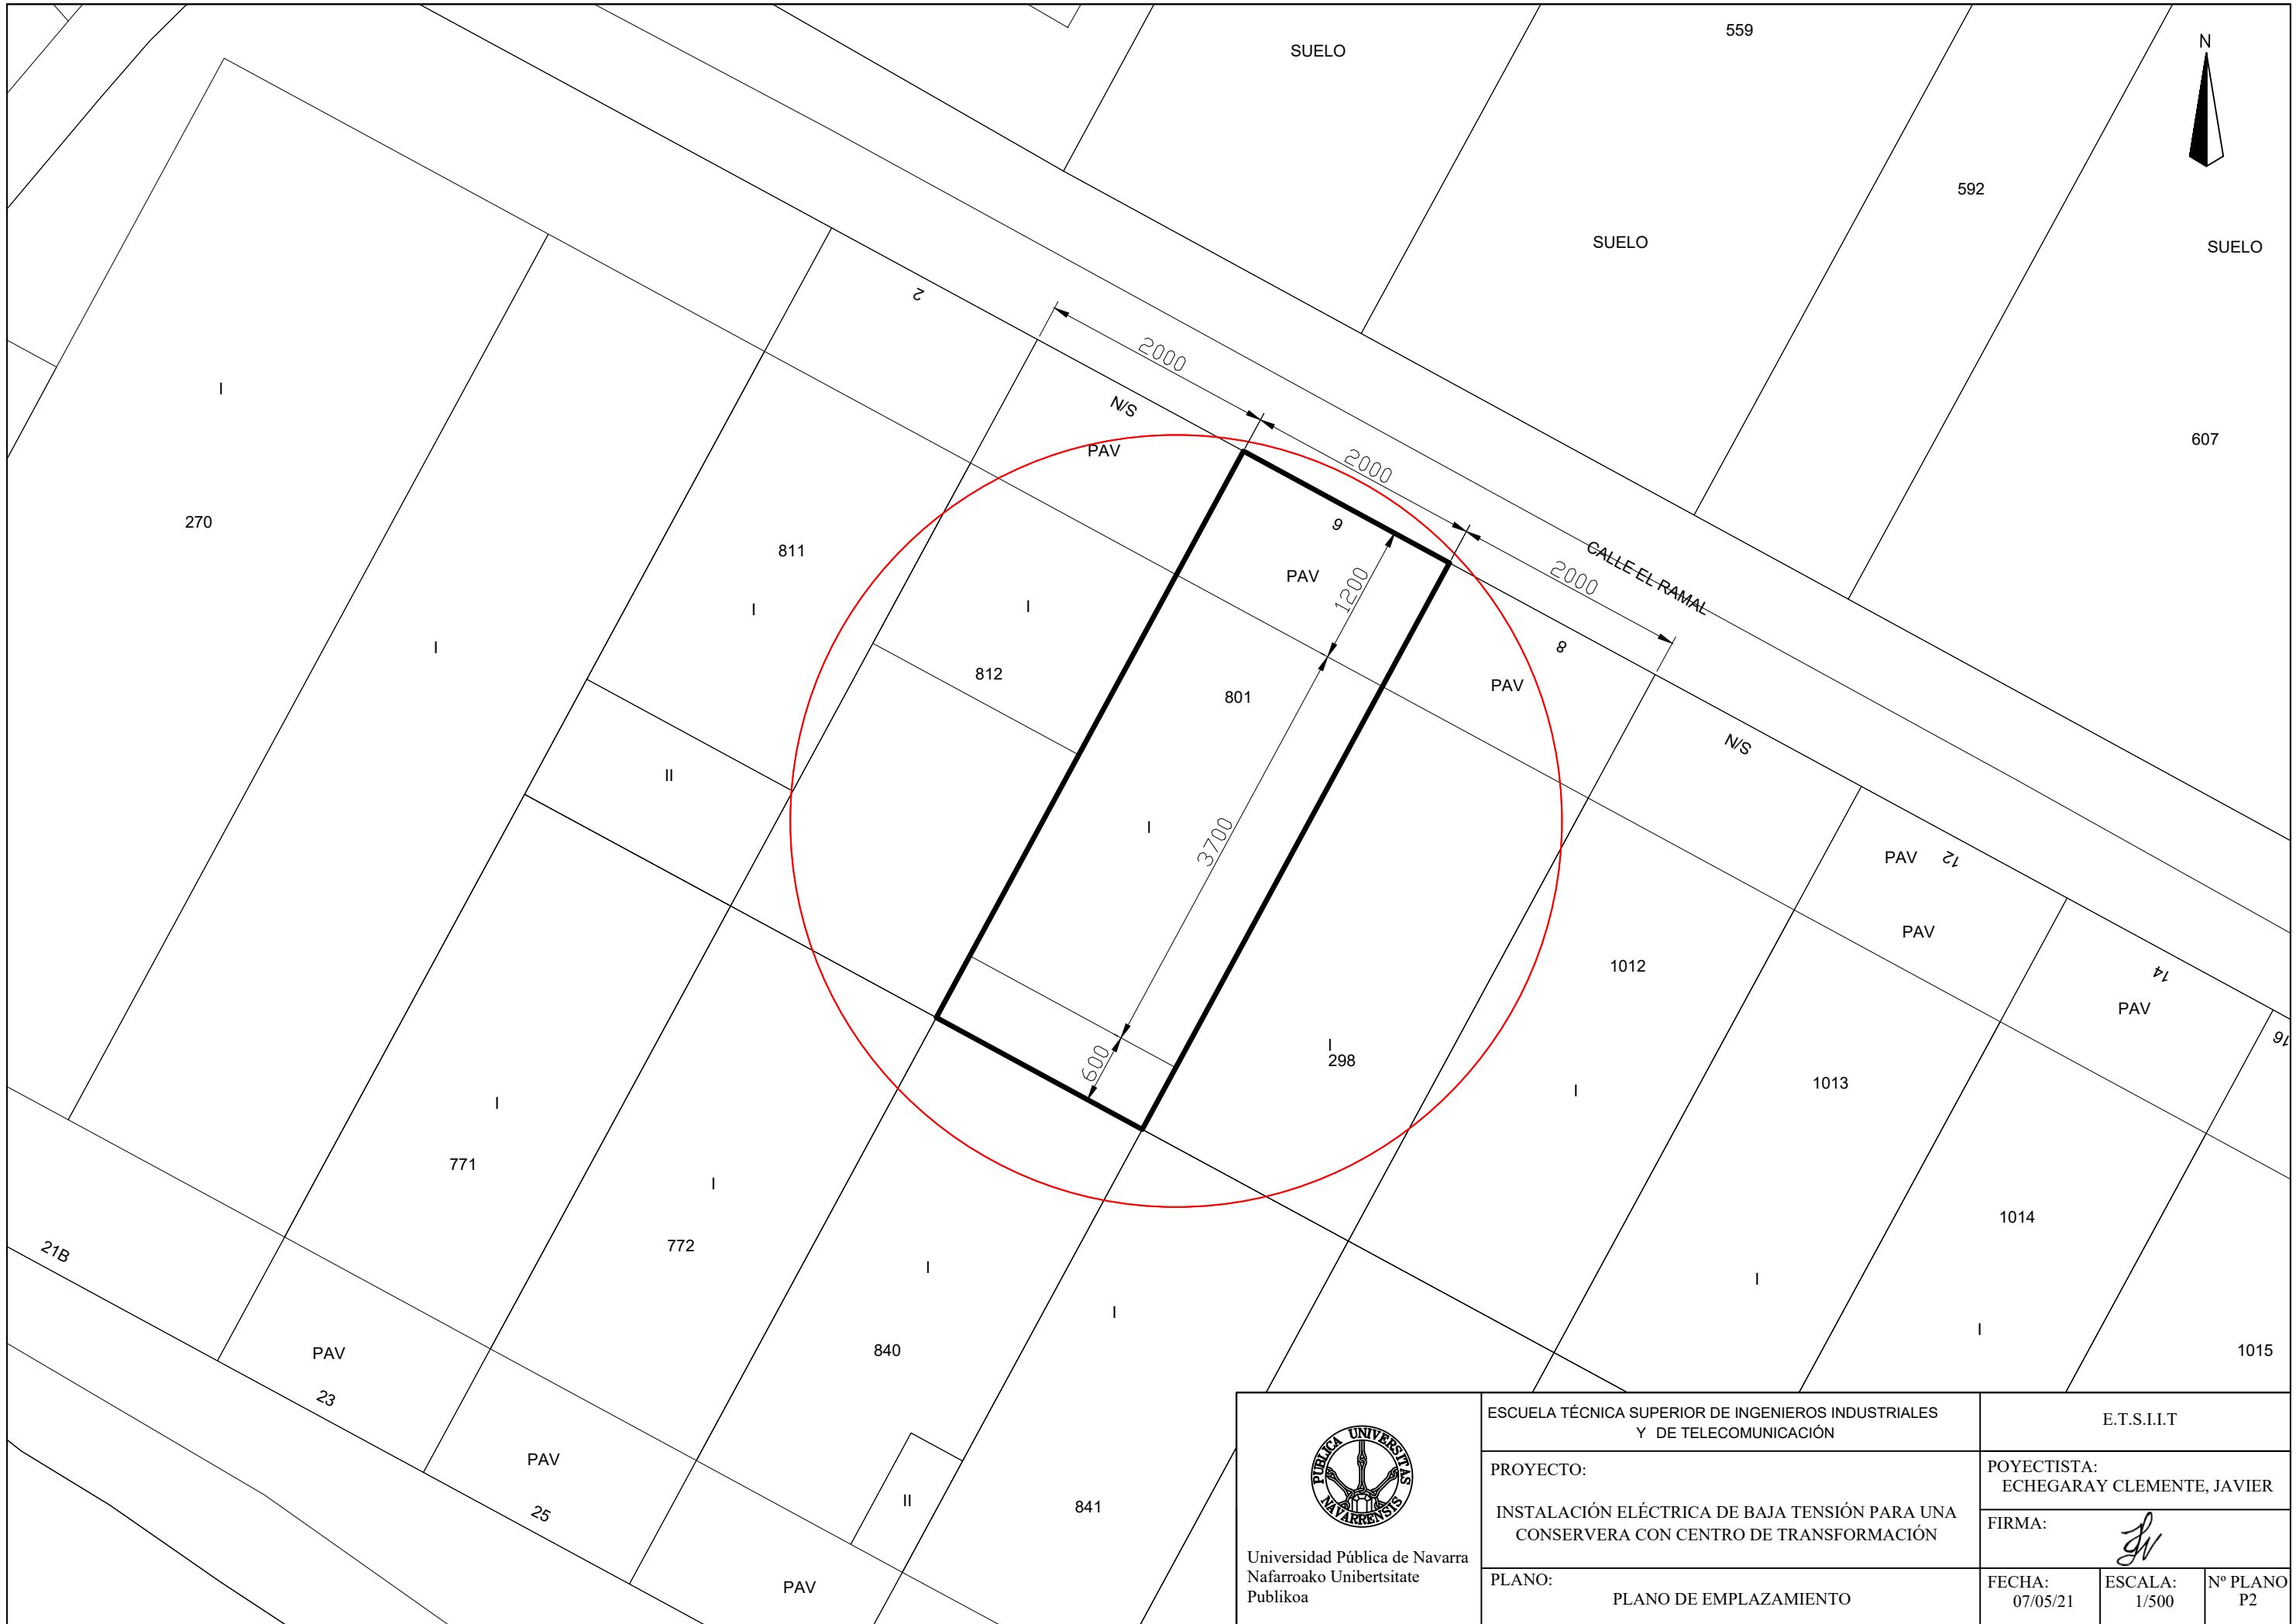 559
SUELO
N
592
SUELO
SUELO
2
2000
I
N/S
607
PAV
2000
270
6
811
CALLE EL RAMAL
PAV
2000
1200
I
I
I
8
812
PAV
801
N/S
II
I
3700
PAV
12
PAV
1012
14
PAV
16
I
298
600
I
1013
I
771
I
1014
772
21B
I
I
I
I
PAV
840
1015
23
PAV
II
841
25
PAV
PUBLICA UNIVERSITAS NAVARRENSIS
Universidad Pública de Navarra
Nafarroako Unibertsitate
Publikoa
ESCUELA TÉCNICA SUPERIOR DE INGENIEROS INDUSTRIALES
Y DE TELECOMUNICACIÓN
E.T.S.I.I.T
PROYECTO:
INSTALACIÓN ELÉCTRICA DE BAJA TENSIÓN PARA UNA
CONSERVERA CON CENTRO DE TRANSFORMACIÓN
POYECTISTA:
ECHEGARAY CLEMENTE, JAVIER
FIRMA:
PLANO:
PLANO DE EMPLAZAMIENTO
FECHA:
07/05/21
ESCALA:
1/500
Nº PLANO
P2